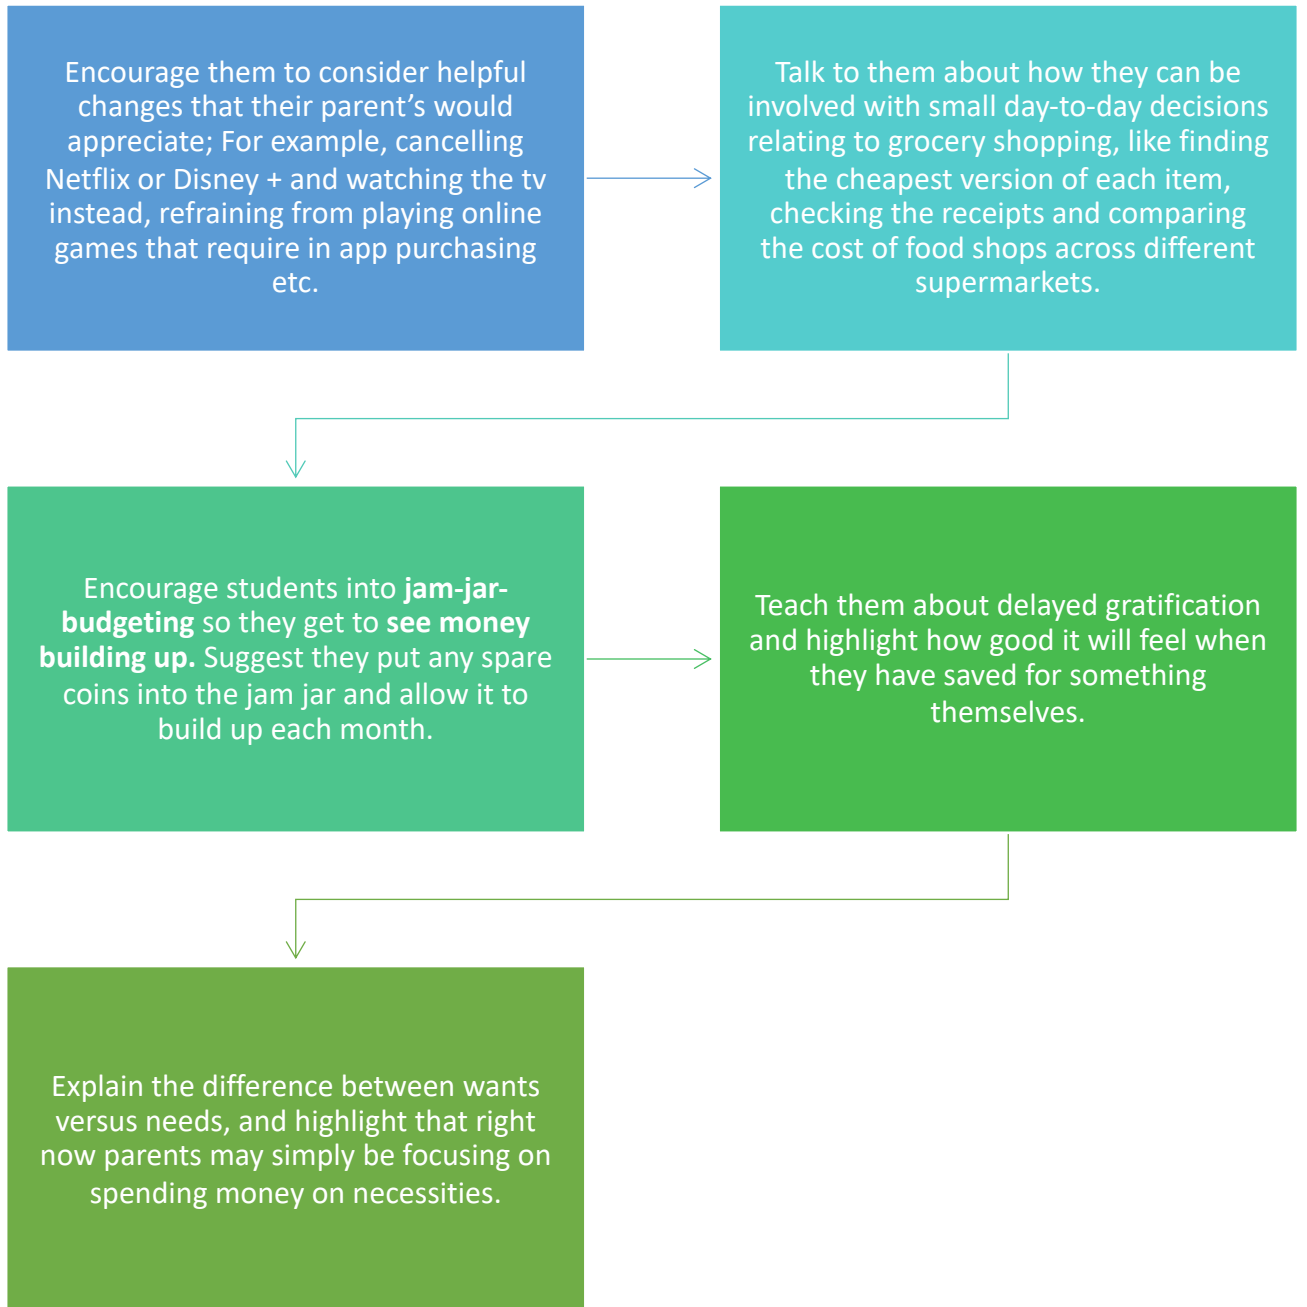 Encourage them to consider helpful
changes that their parent’s would
appreciate; For example, cancelling
Netflix or Disney + and watching the tv
instead, refraining from playing online
games that require in app purchasing
etc.
Talk to them about how they can be
involved with small day-to-day decisions
relating to grocery shopping, like finding
the cheapest version of each item,
checking the receipts and comparing
the cost of food shops across different
supermarkets.
Encourage students into jam-jar-
budgeting so they get to see money
building up. Suggest they put any spare
coins into the jam jar and allow it to
build up each month.
Teach them about delayed gratification
and highlight how good it will feel when
they have saved for something
themselves.
Explain the difference between wants
versus needs, and highlight that right
now parents may simply be focusing on
spending money on necessities.